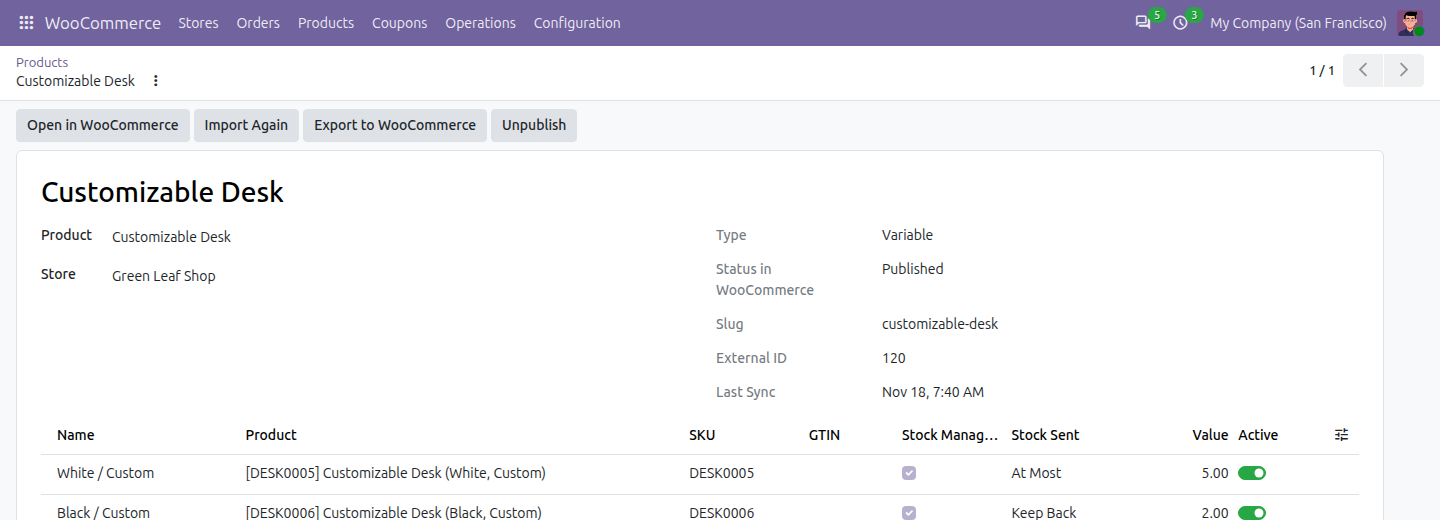 WooCommerce Stores Orders Products Coupons Operations Configuration 5 3 My Company (San Francisco)
Products
Customizable Desk 1 / 1
Open in WooCommerce Import Again Export to WooCommerce Unpublish
Customizable Desk
Product Customizable Desk
Store Green Leaf Shop
Type Variable
Status in WooCommerce Published
Slug customizable-desk
External ID 120
Last Sync Nov 18, 7:40 AM
Name Product SKU GTIN Stock Manag... Stock Sent Value Active
White / Custom [DESK0005] Customizable Desk (White, Custom) DESK0005 At Most 5.00
Black / Custom [DESK0006] Customizable Desk (Black, Custom) DESK0006 Keep Back 2.00